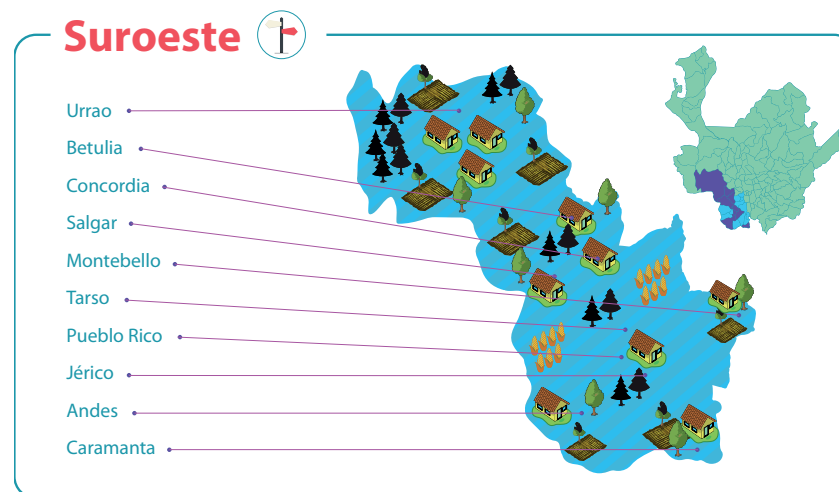 Suroeste
Urrao
Betulia
Concordia
Salgar
Montebello
Tarso
Pueblo Rico
Jérico
Andes
Caramanta